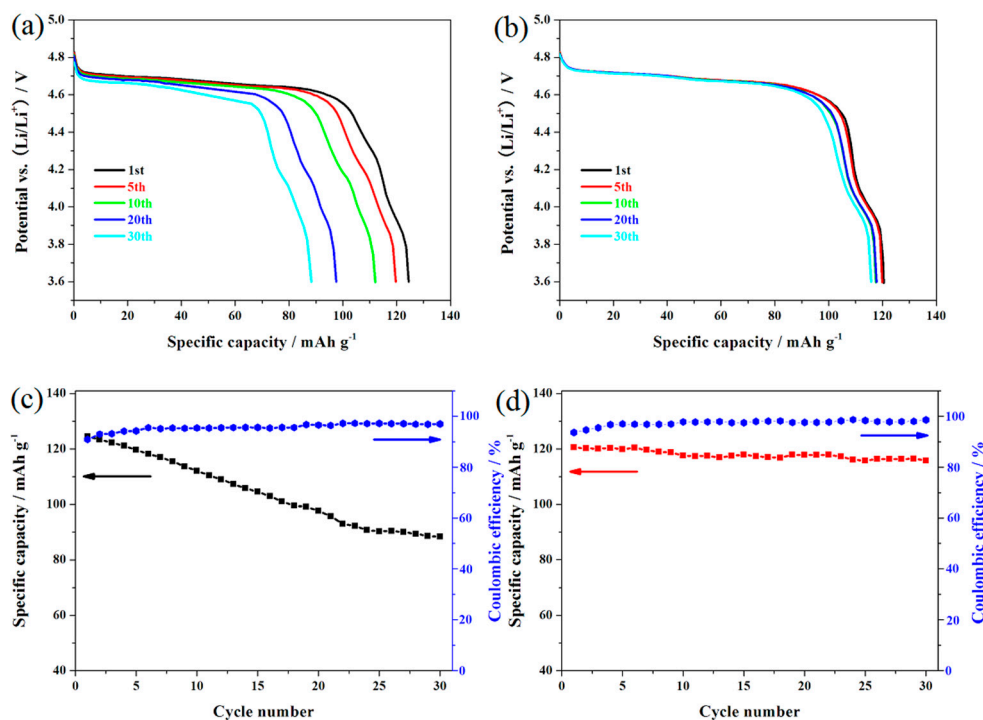 (a)
5.0
4.8
4.6
4.4
4.2
4.0
3.8
3.6
Potential vs. (Li/Li+) / V
1st
5th
10th
20th
30th
0 20 40 60 80 100 120 140
Specific capacity / mAh g-1
(b)
5.0
4.8
4.6
4.4
4.2
4.0
3.8
3.6
Potential vs. (Li/Li+) / V
1st
5th
10th
20th
30th
0 20 40 60 80 100 120 140
Specific capacity / mAh g-1
(c)
140
120
100
80
60
40
Specific capacity / mAh g-1
100
80
60
40
20
0
Coulombic efficiency / %
0 5 10 15 20 25 30
Cycle number
(d)
140
120
100
80
60
40
Specific capacity / mAh g-1
100
80
60
40
20
0
Coulombic efficiency / %
0 5 10 15 20 25 30
Cycle number